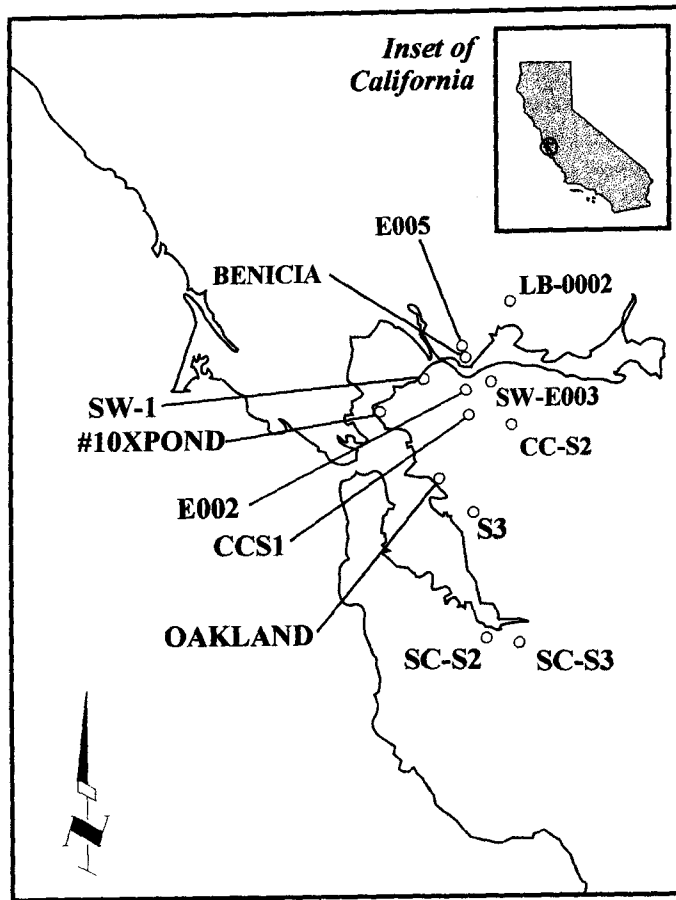 Inset of
California
E005
BENICIA
LB-0002
SW-1
SW-E003
#10XPOND
CC-S2
E002
S3
CCS1
OAKLAND
SC-S2
SC-S3
N